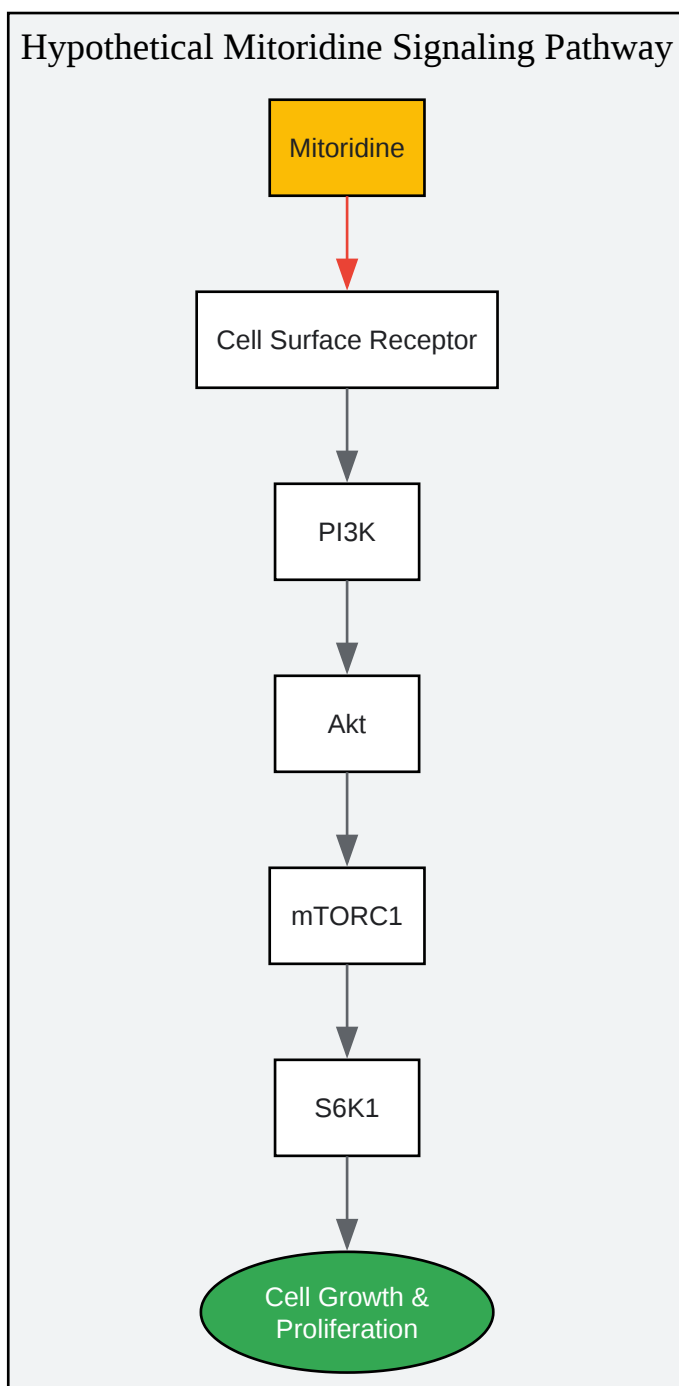 Hypothetical Mitoridine Signaling Pathway
Mitoridine
Cell Surface Receptor
PI3K
Akt
mTORC1
S6K1
Cell Growth &
Proliferation